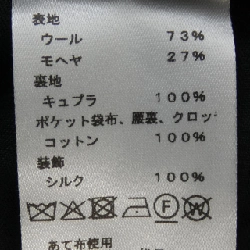 表地
ウール 73%
モヘヤ 27%
裏地
キュプラ 100%
ポケット袋布、腰裏、クロッ
コットン 100%
装飾
シルク 100%
あて布使用